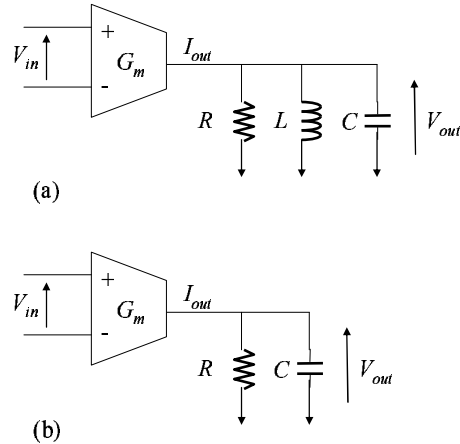 +
V_in
G_m
I_out
-
R
L
C
V_out
(a)
+
V_in
G_m
I_out
-
R
C
V_out
(b)